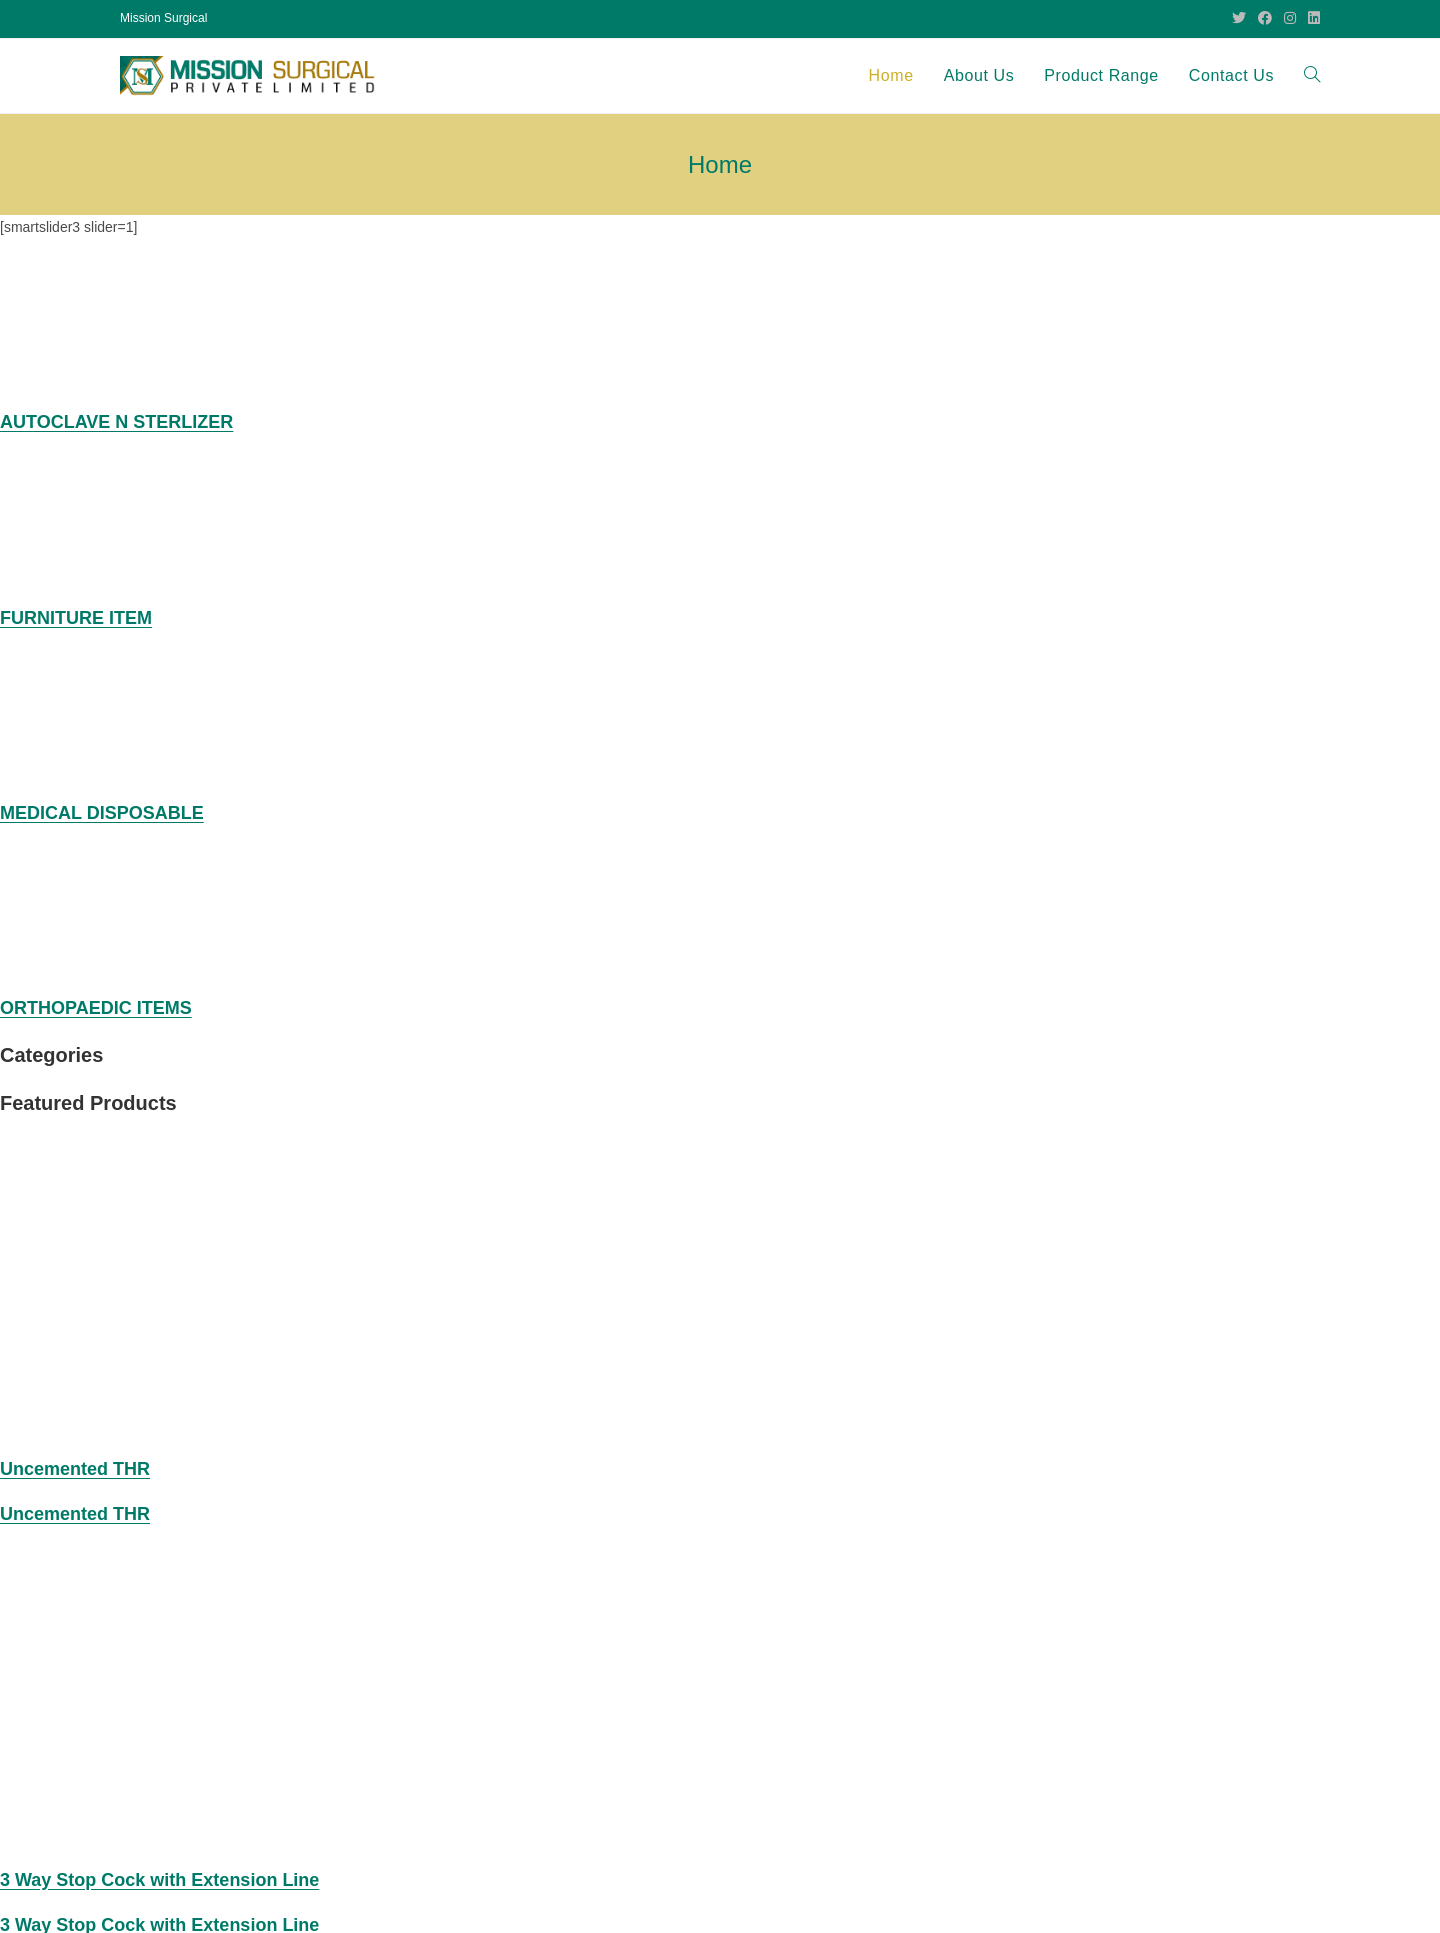 Mission Surgical
MISSION SURGICAL
PRIVATE LIMITED
Home About Us Product Range Contact Us
Home
[smartslider3 slider=1]
AUTOCLAVE N STERLIZER
FURNITURE ITEM
MEDICAL DISPOSABLE
ORTHOPAEDIC ITEMS
Categories
Featured Products
Uncemented THR
Uncemented THR
3 Way Stop Cock with Extension Line
3 Way Stop Cock with Extension Line